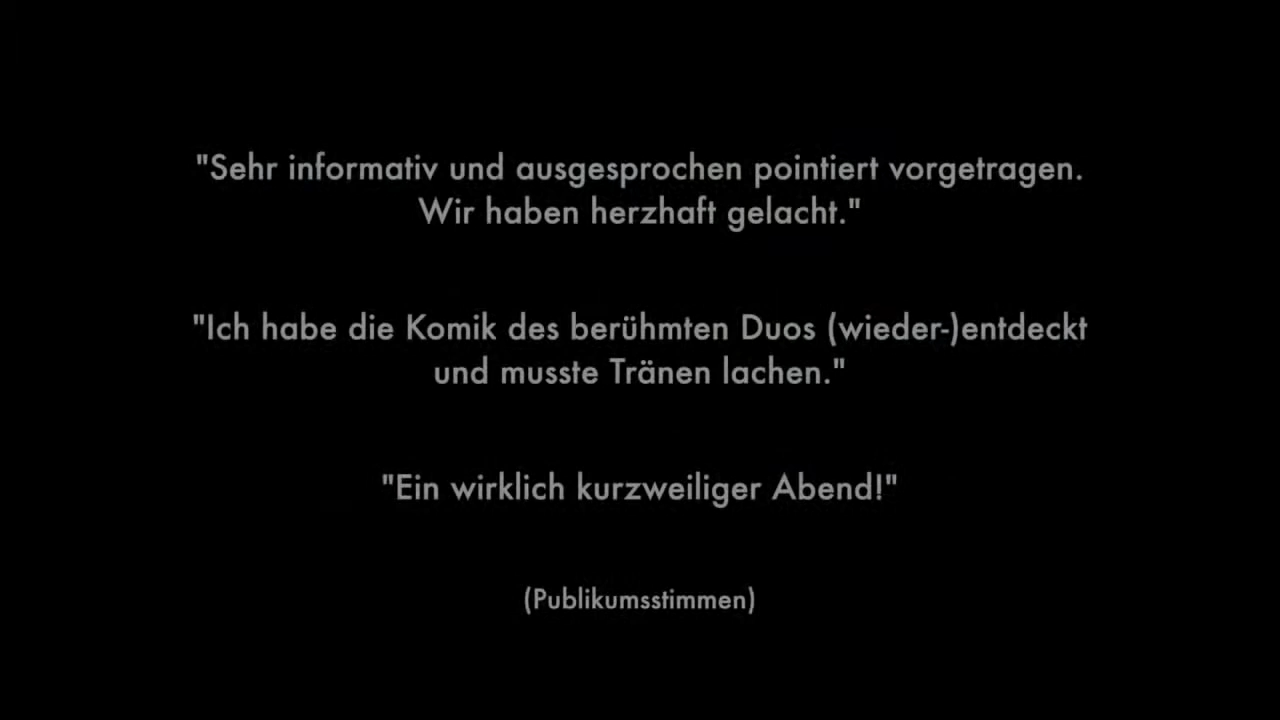 "Sehr informativ und ausgesprochen pointiert vorgetragen.
Wir haben herzhaft gelacht."
"Ich habe die Komik des berühmten Duos (wieder-)entdeckt
und musste Tränen lachen."
"Ein wirklich kurzweiliger Abend!"
(Publikumsstimmen)